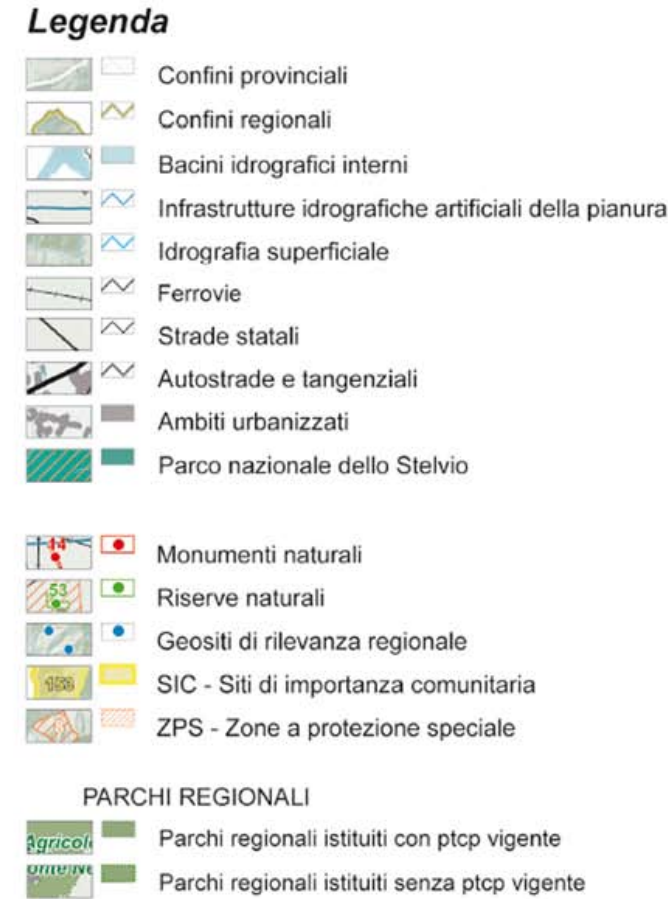 Legenda
Confini provinciali
Confini regionali
Bacini idrografici interni
Infrastrutture idrografiche artificiali della pianura
Idrografia superficiale
Ferrovie
Strade statali
Autostrade e tangenziali
Ambiti urbanizzati
Parco nazionale dello Stelvio
14 Monumenti naturali
53 Riserve naturali
Geositi di rilevanza regionale
SIC - Siti di importanza comunitaria
ZPS - Zone a protezione speciale
PARCHI REGIONALI
Agricol Parchi regionali istituiti con ptcp vigente
Parchi regionali istituiti senza ptcp vigente